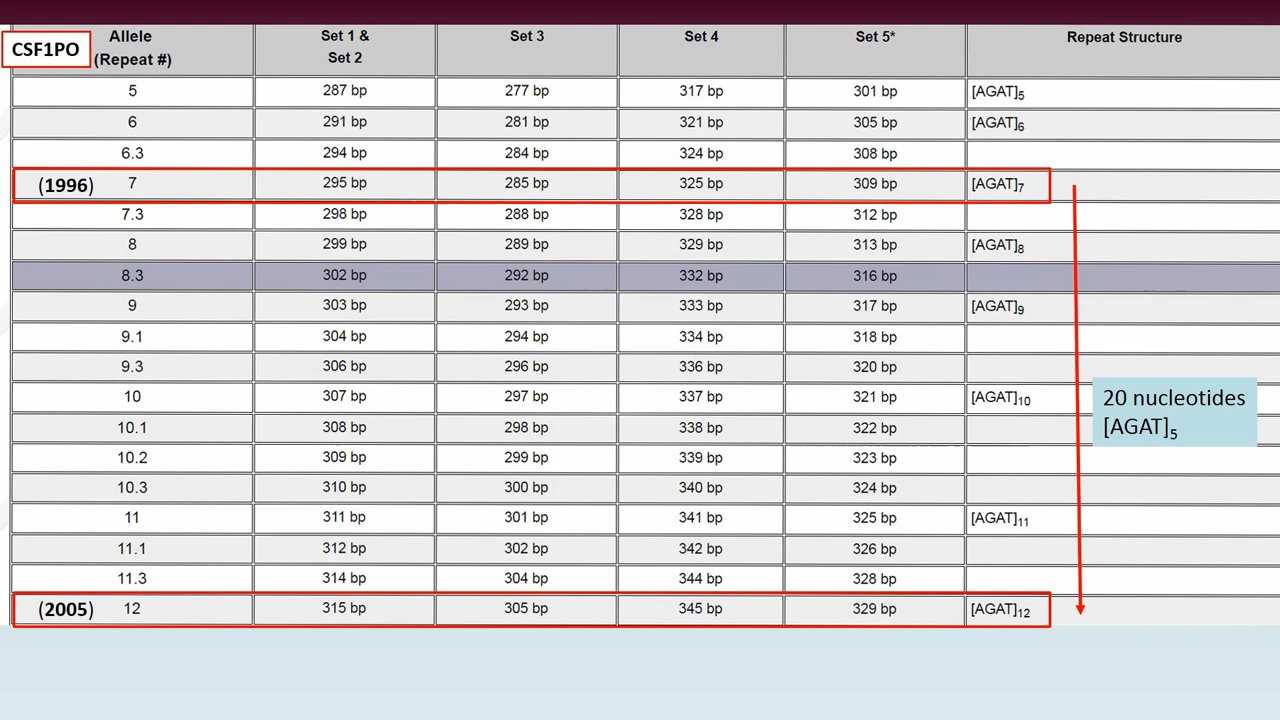 CSF1PO
Allele (Repeat #) Set 1 & Set 2 Set 3 Set 4 Set 5* Repeat Structure
5 287 bp 277 bp 317 bp 301 bp [AGAT]5
6 291 bp 281 bp 321 bp 305 bp [AGAT]6
6.3 294 bp 284 bp 324 bp 308 bp
(1996) 7 295 bp 285 bp 325 bp 309 bp [AGAT]7
7.3 298 bp 288 bp 328 bp 312 bp
8 299 bp 289 bp 329 bp 313 bp [AGAT]8
8.3 302 bp 292 bp 332 bp 316 bp
9 303 bp 293 bp 333 bp 317 bp [AGAT]9
9.1 304 bp 294 bp 334 bp 318 bp
9.3 306 bp 296 bp 336 bp 320 bp
10 307 bp 297 bp 337 bp 321 bp [AGAT]10
10.1 308 bp 298 bp 338 bp 322 bp
10.2 309 bp 299 bp 339 bp 323 bp
10.3 310 bp 300 bp 340 bp 324 bp
11 311 bp 301 bp 341 bp 325 bp [AGAT]11
11.1 312 bp 302 bp 342 bp 326 bp
11.3 314 bp 304 bp 344 bp 328 bp
(2005) 12 315 bp 305 bp 345 bp 329 bp [AGAT]12
20 nucleotides
[AGAT]5